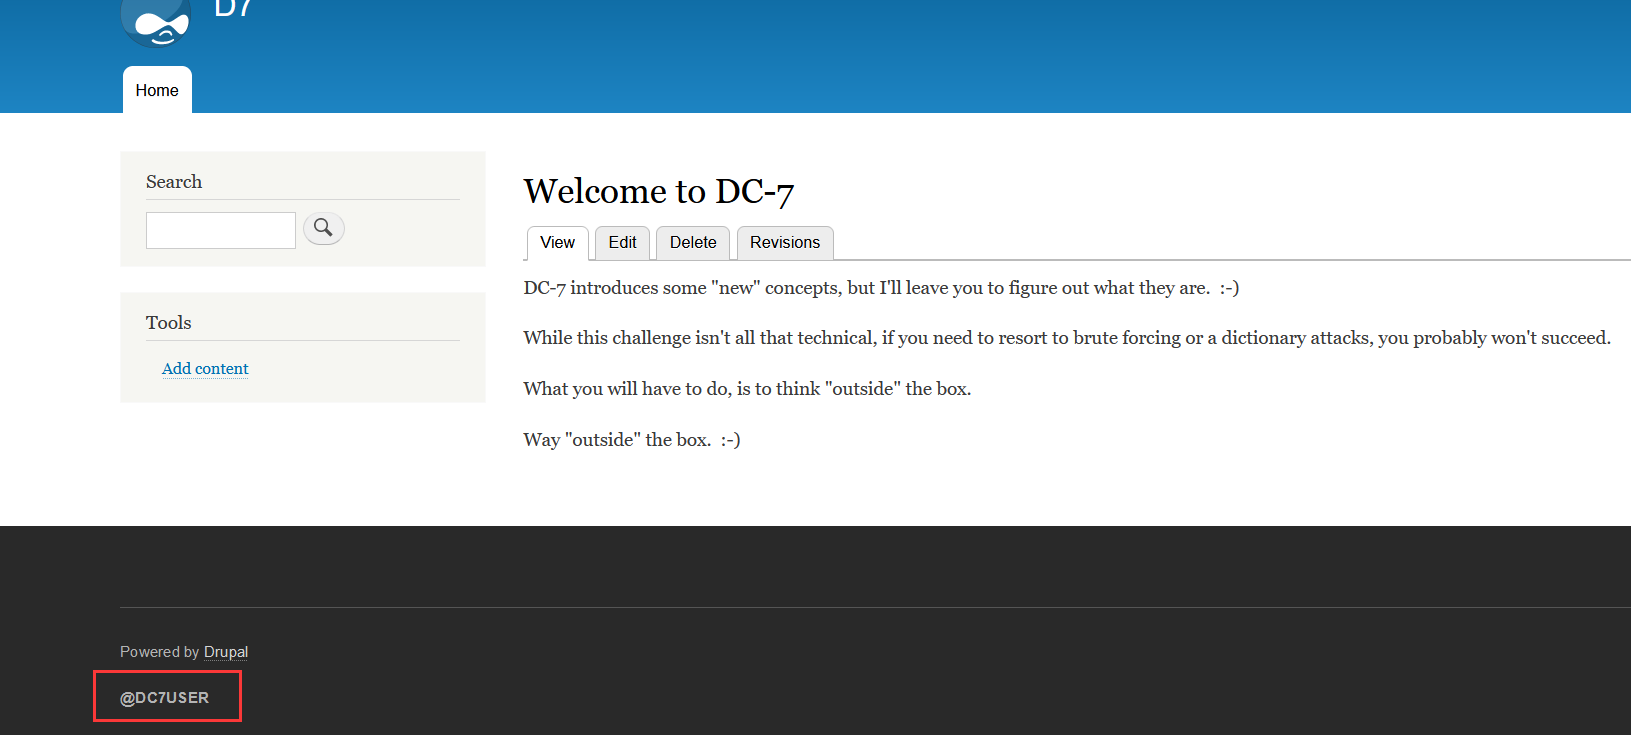 D7
Home
Search
Tools
Add content
Welcome to DC-7
View Edit Delete Revisions
DC-7 introduces some "new" concepts, but I'll leave you to figure out what they are.  :-)
While this challenge isn't all that technical, if you need to resort to brute forcing or a dictionary attacks, you probably won't succeed.
What you will have to do, is to think "outside" the box.
Way "outside" the box.  :-)
Powered by Drupal
@DC7USER